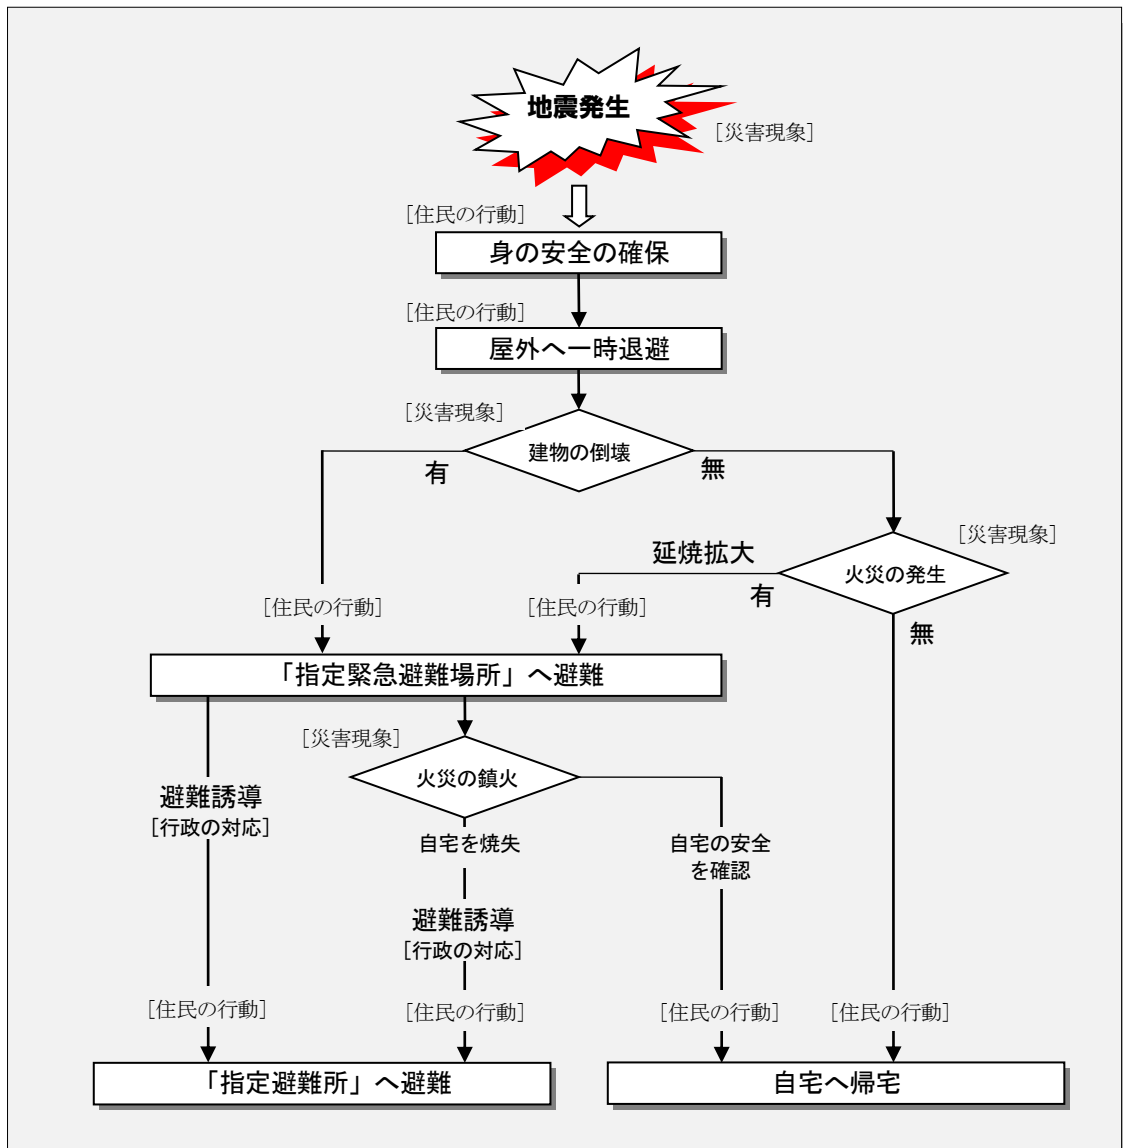 地震発生
［災害現象］
［住民の行動］
身の安全の確保
［住民の行動］
屋外へ一時退避
［災害現象］
建物の倒壊
有
無
［災害現象］
延焼拡大
火災の発生
有
［住民の行動］
［住民の行動］
無
「指定緊急避難場所」へ避難
［災害現象］
火災の鎮火
避難誘導
［行政の対応］
自宅を焼失
自宅の安全
を確認
避難誘導
［行政の対応］
［住民の行動］
［住民の行動］
［住民の行動］
［住民の行動］
「指定避難所」へ避難
自宅へ帰宅